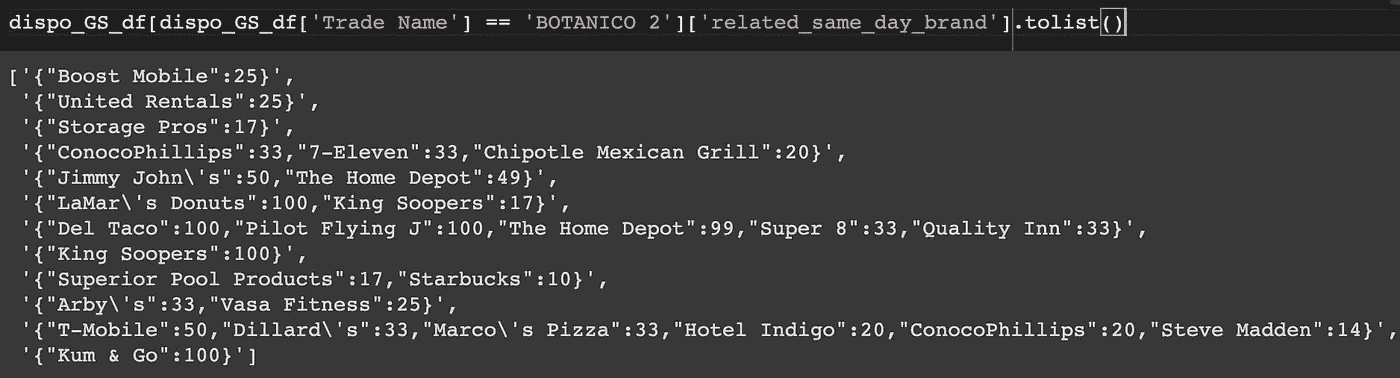 dispo_GS_df[dispo_GS_df['Trade Name'] == 'BOTANICO 2']['related_same_day_brand'].tolist()
['{"Boost Mobile":25}',
'{"United Rentals":25}',
'{"Storage Pros":17}',
'{"ConocoPhillips":33,"7-Eleven":33,"Chipotle Mexican Grill":20}',
'{"Jimmy John\'s":50,"The Home Depot":49}',
'{"LaMar\'s Donuts":100,"King Soopers":17}',
'{"Del Taco":100,"Pilot Flying J":100,"The Home Depot":99,"Super 8":33,"Quality Inn":33}',
'{"King Soopers":100}',
'{"Superior Pool Products":17,"Starbucks":10}',
'{"Arby\'s":33,"Vasa Fitness":25}',
'{"T-Mobile":50,"Dillard\'s":33,"Marco\'s Pizza":33,"Hotel Indigo":20,"ConocoPhillips":20,"Steve Madden":14}',
'{"Kum & Go":100}']